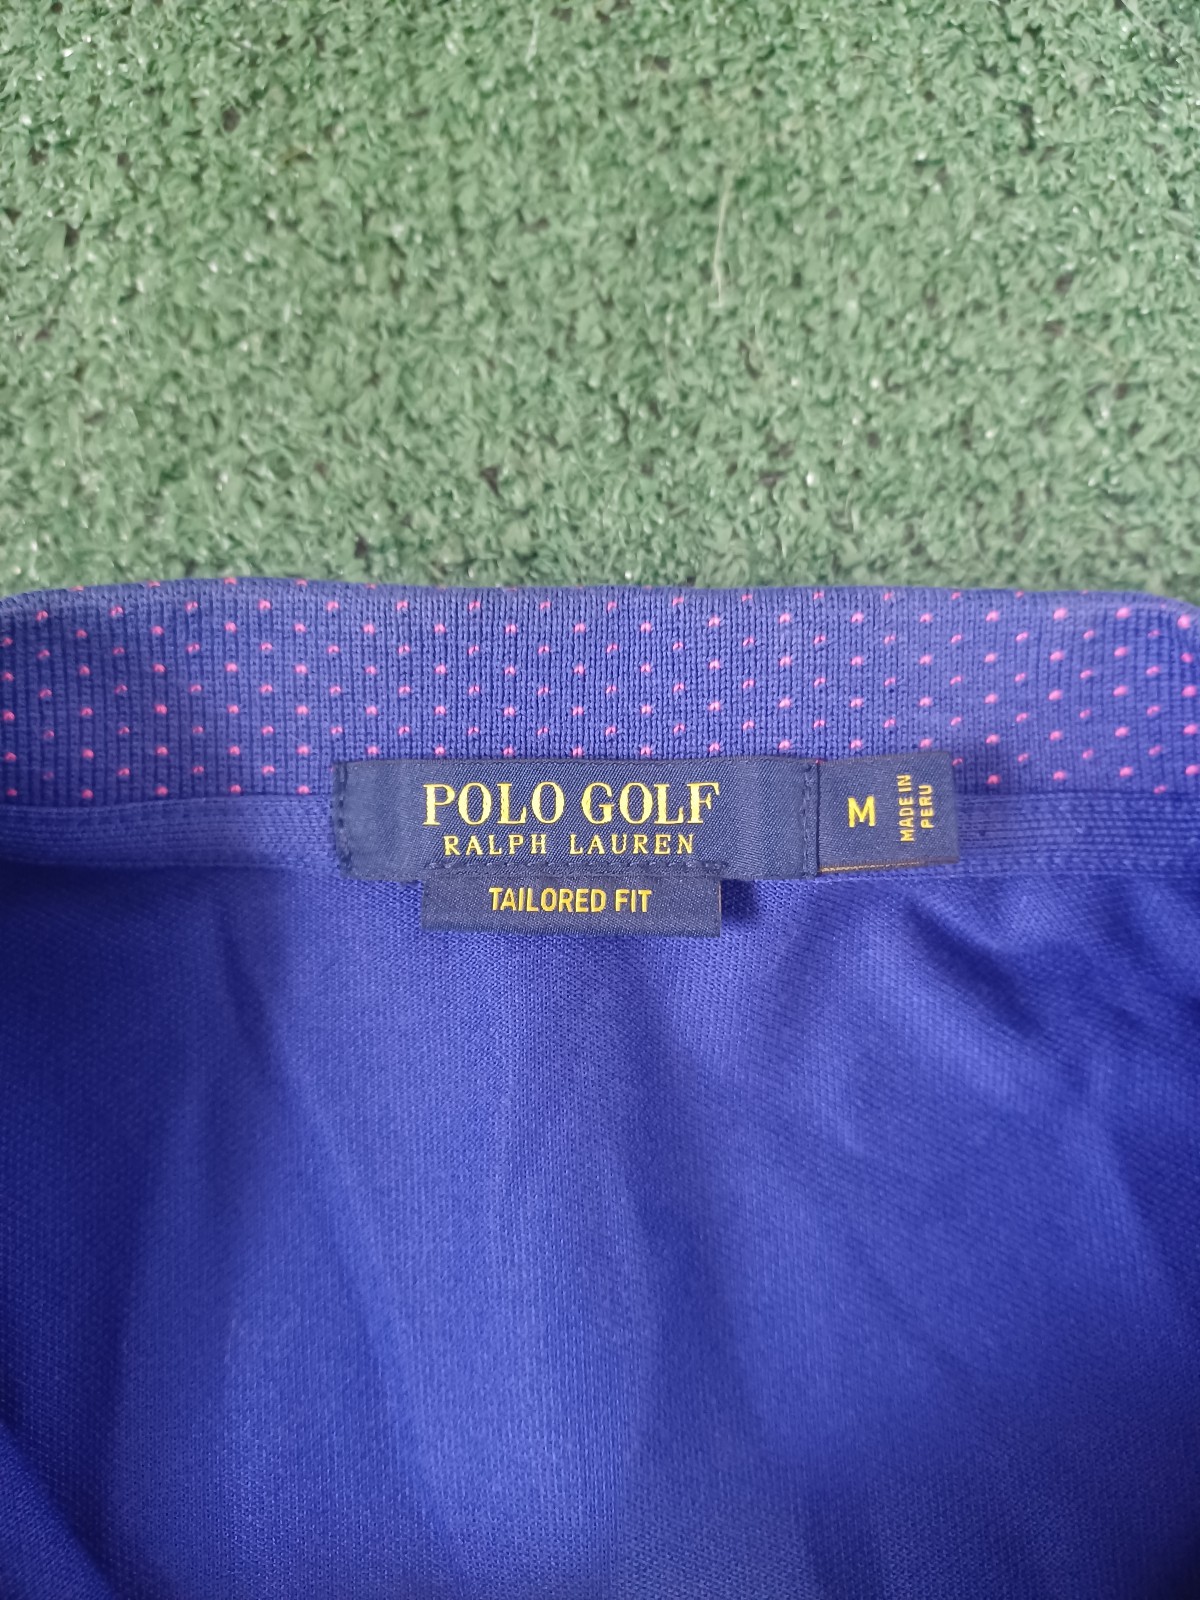 POLO GOLF
RALPH LAUREN
TAILORED FIT
M
MADE IN
PERU